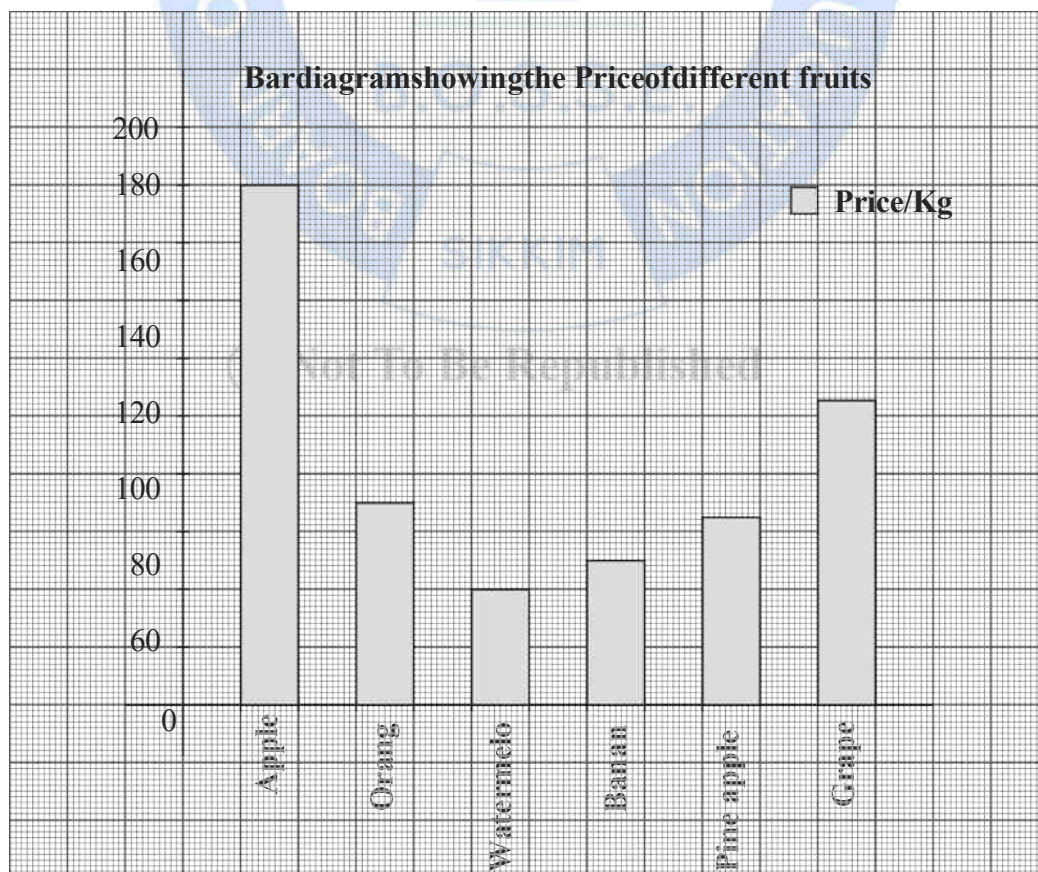 Bardiagramshowingthe Priceofdifferent fruits
200
180
Price/Kg
SIKKIM
160
140
Not To Be Republished
120
100
80
60
0
Apple
Orang
Watermelo
Banan
Pine apple
Grape